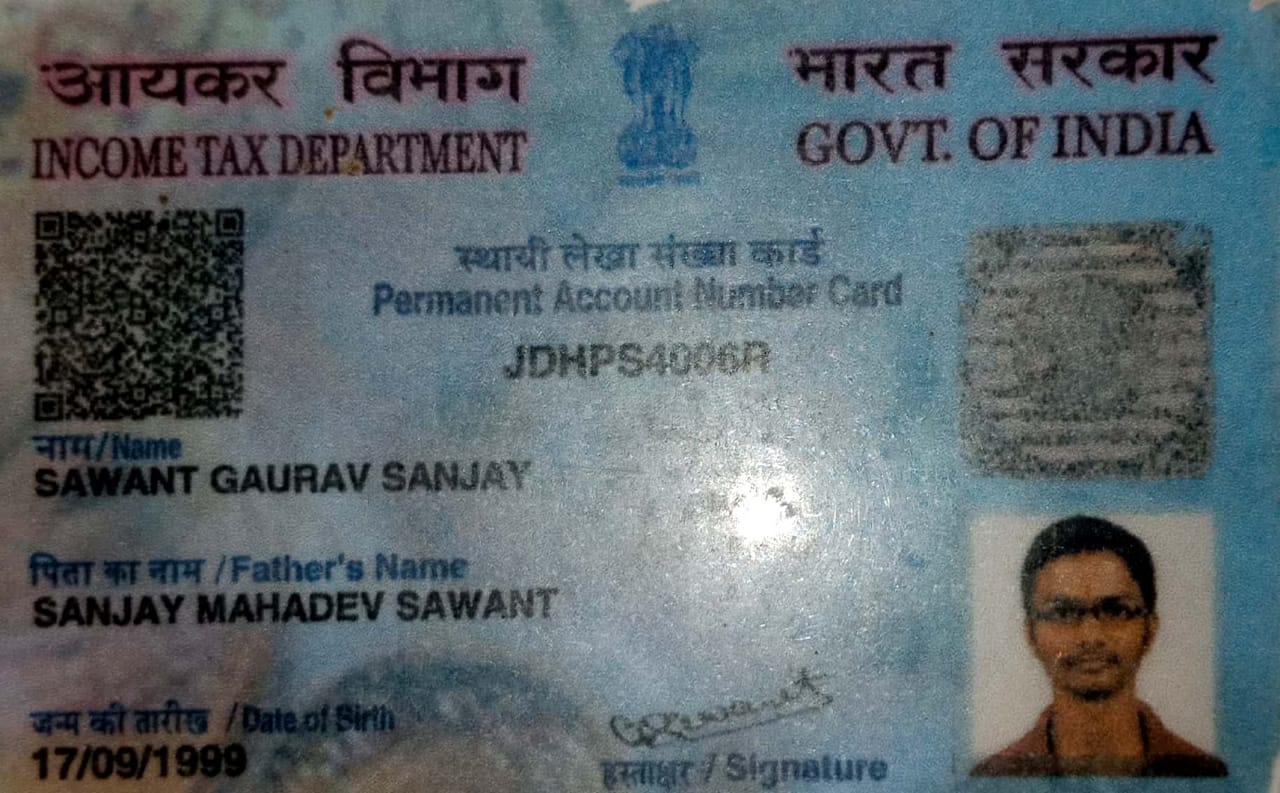 आयकर विभाग
INCOME TAX DEPARTMENT
भारत सरकार
GOVT. OF INDIA
स्थायी लेखा संख्या कार्ड
Permanent Account Number Card
JDHPS4006R
नाम/Name
SAWANT GAURAV SANJAY
पिता का नाम /Father's Name
SANJAY MAHADEV SAWANT
जन्म की तारीख /Date of Birth
17/09/1999
GSawant
हस्ताक्षर / Signature